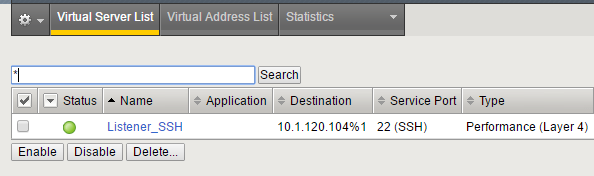 Virtual Server List Virtual Address List Statistics
* Search
Status Name Application Destination Service Port Type
Listener_SSH 10.1.120.104%1 22 (SSH) Performance (Layer 4)
Enable Disable Delete...